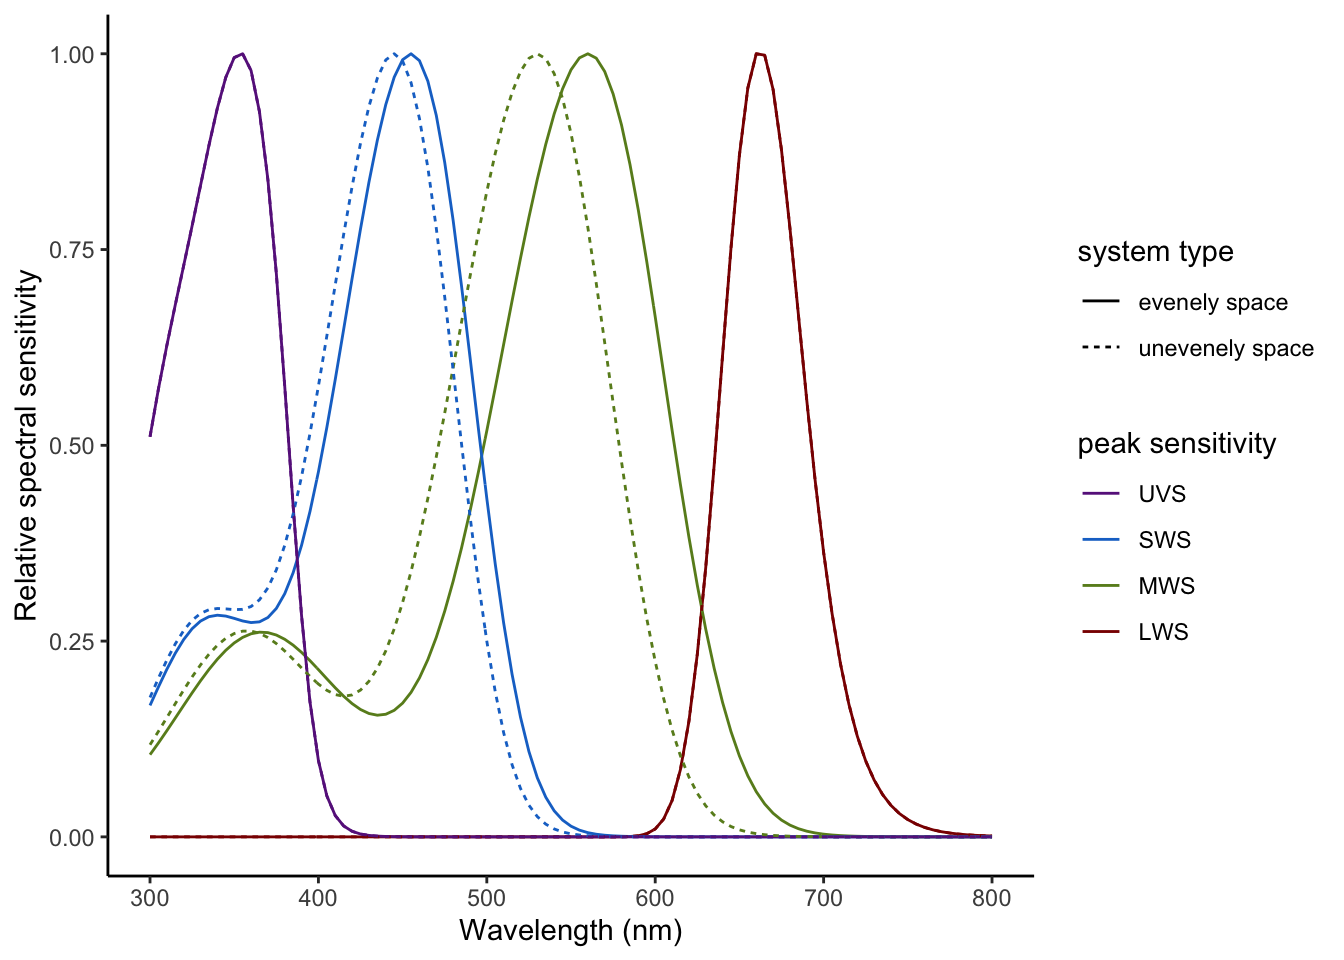 Relative spectral sensitivity
1.00
0.75
0.50
0.25
0.00
300 400 500 600 700 800
Wavelength (nm)
system type
evenely space
unevenely space
peak sensitivity
UVS
SWS
MWS
LWS